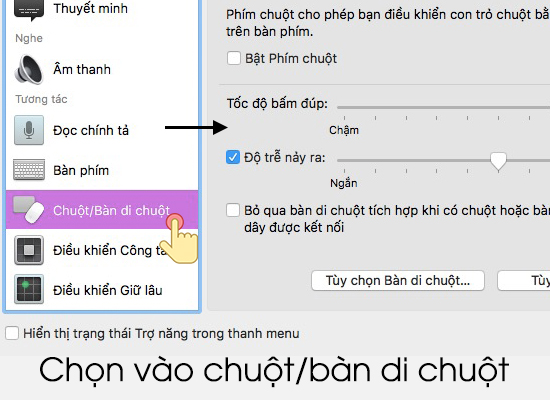 Thuyết minh
Nghe
Âm thanh
Tương tác
Đọc chính tả
Bàn phím
Chuột/Bàn di chuột
Điều khiển Công tắ
Điều khiển Giữ lâu
Phím chuột cho phép bạn điều khiển con trỏ chuột bằ
trên bàn phím.
Bật Phím chuột
Tốc độ bấm đúp:
Chậm
Độ trễ nảy ra:
Ngắn
Bỏ qua bàn di chuột tích hợp khi có chuột hoặc bàn
dây được kết nối
Tùy chọn Bàn di chuột... Tùy
Hiển thị trạng thái Trợ năng trong thanh menu
Chọn vào chuột/bàn di chuột